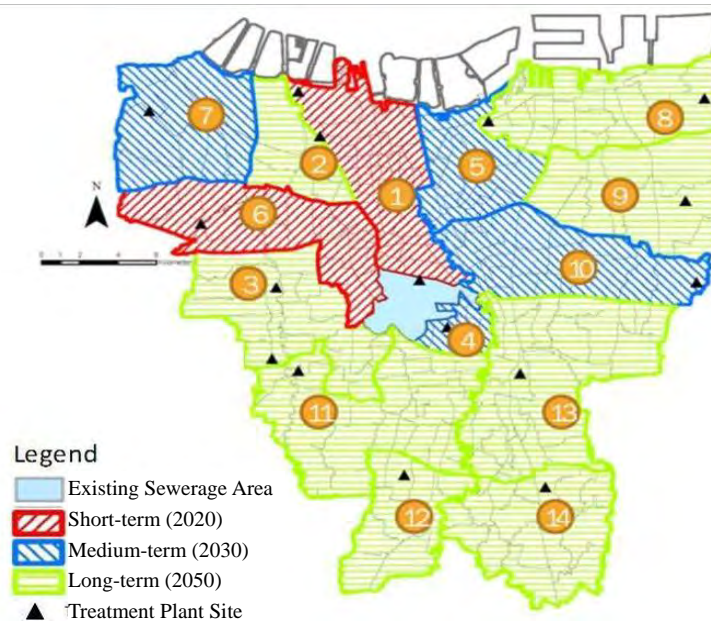 7
8
2
5
1
9
6
N
10
3
4
11
13
12
14
Legend
Existing Sewerage Area
Short-term (2020)
Medium-term (2030)
Long-term (2050)
Treatment Plant Site